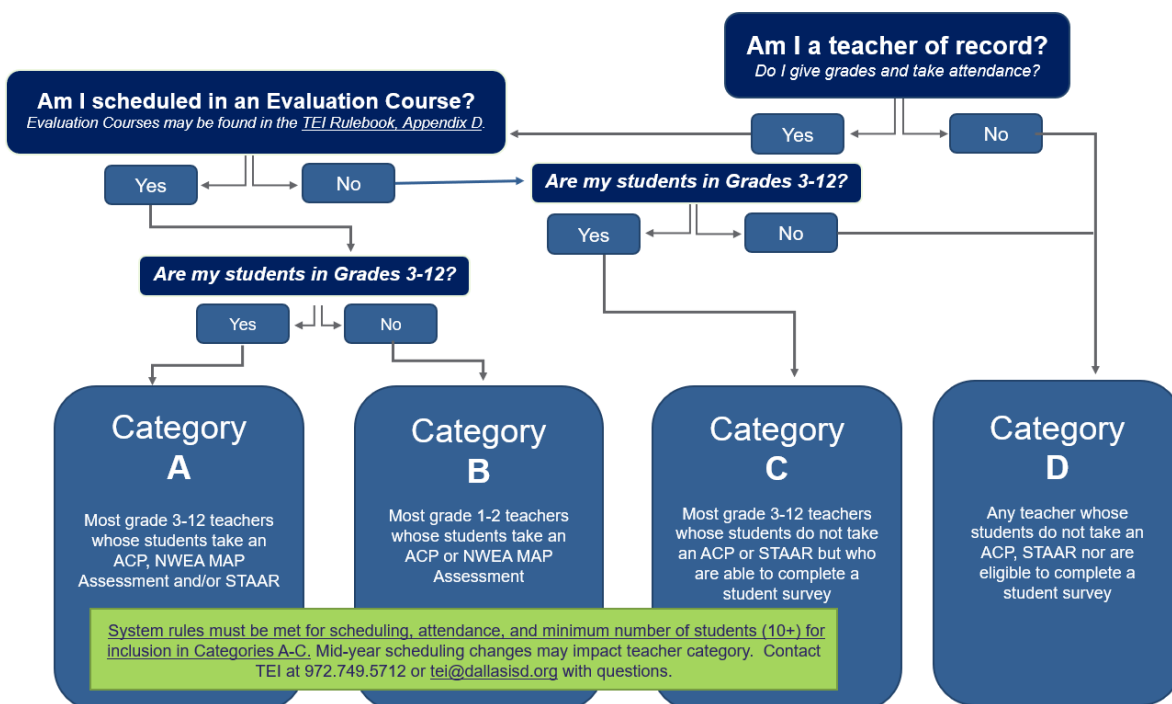 Am I a teacher of record?
Do I give grades and take attendance?
Am I scheduled in an Evaluation Course?
Evaluation Courses may be found in the TEI Rulebook, Appendix D.
Yes
No
Yes
No
Are my students in Grades 3-12?
Yes
No
Are my students in Grades 3-12?
Yes
No
Category
A
Most grade 3-12 teachers
whose students take an
ACP, NWEA MAP
Assessment and/or STAAR
Category
B
Most grade 1-2 teachers
whose students take an
ACP or NWEA MAP
Assessment
Category
C
Most grade 3-12 teachers
whose students do not take
an ACP or STAAR but who
are able to complete a
student survey
Category
D
Any teacher whose
students do not take an
ACP, STAAR nor are
eligible to complete a
student survey
System rules must be met for scheduling, attendance, and minimum number of students (10+) for
inclusion in Categories A-C. Mid-year scheduling changes may impact teacher category.  Contact
TEI at 972.749.5712 or tei@dallasisd.org with questions.